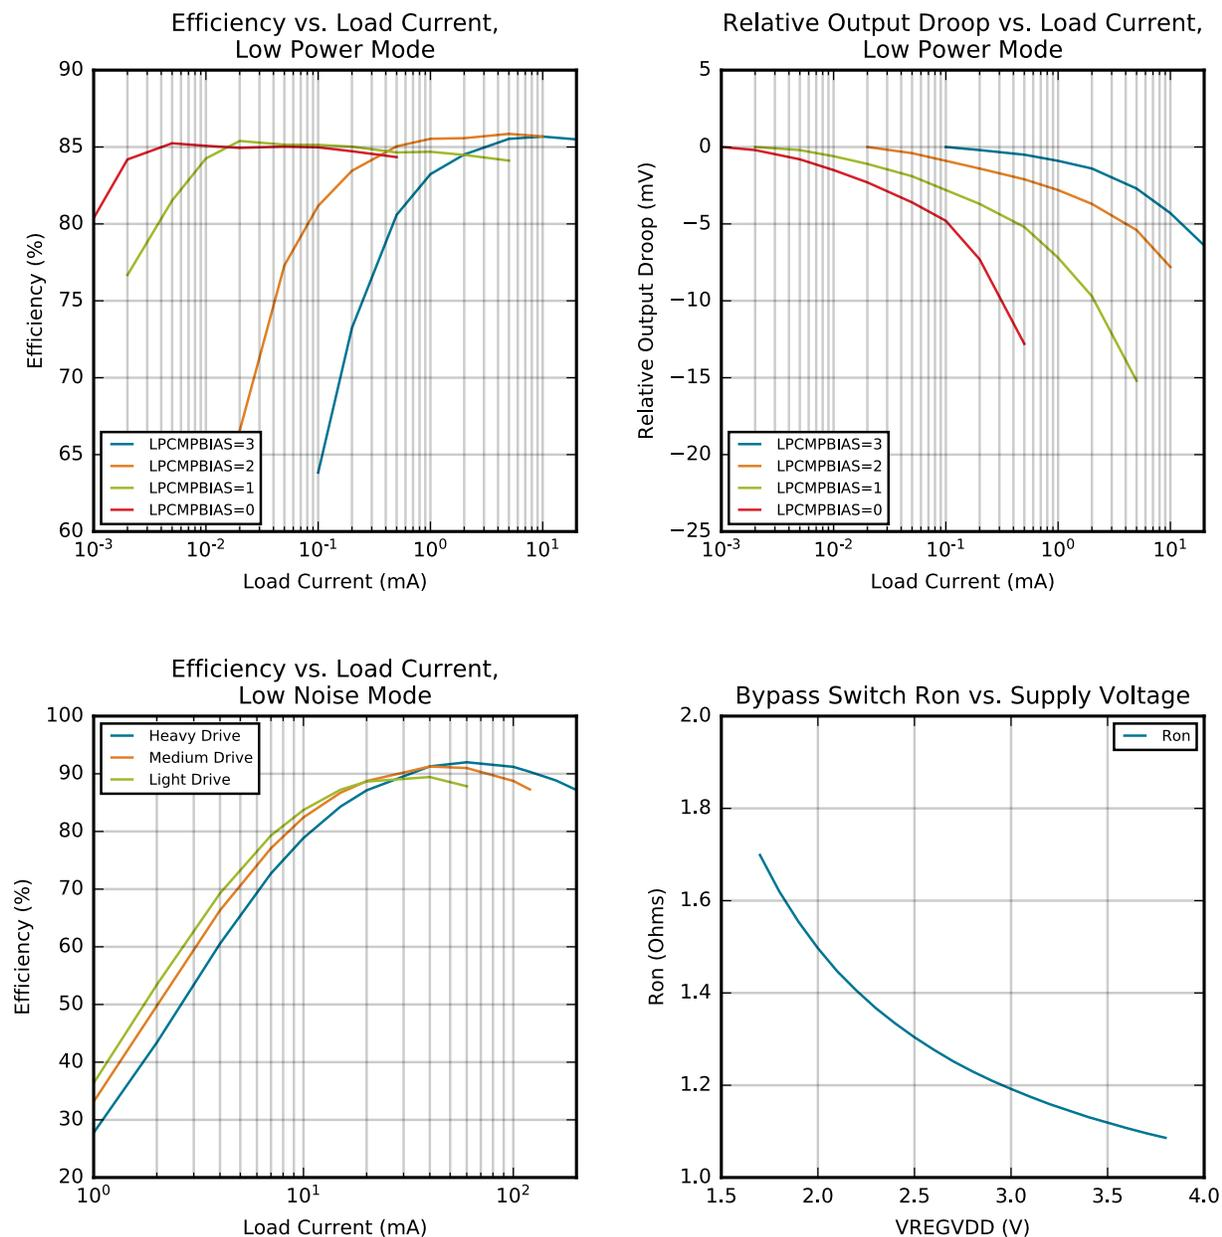 Efficiency vs. Load Current,
Low Power Mode
90
85
80
75
70
65
60
Efficiency (%)
LPCMPBIAS=3
LPCMPBIAS=2
LPCMPBIAS=1
LPCMPBIAS=0
10⁻³ 10⁻² 10⁻¹ 10⁰ 10¹
Load Current (mA)
Relative Output Droop vs. Load Current,
Low Power Mode
5
0
−5
−10
−15
−20
−25
Relative Output Droop (mV)
LPCMPBIAS=3
LPCMPBIAS=2
LPCMPBIAS=1
LPCMPBIAS=0
10⁻³ 10⁻² 10⁻¹ 10⁰ 10¹
Load Current (mA)
Efficiency vs. Load Current,
Low Noise Mode
100
90
80
70
60
50
40
30
20
Efficiency (%)
Heavy Drive
Medium Drive
Light Drive
10⁰ 10¹ 10²
Load Current (mA)
Bypass Switch Ron vs. Supply Voltage
2.0
1.8
1.6
1.4
1.2
1.0
Ron (Ohms)
Ron
1.5 2.0 2.5 3.0 3.5 4.0
VREGVDD (V)